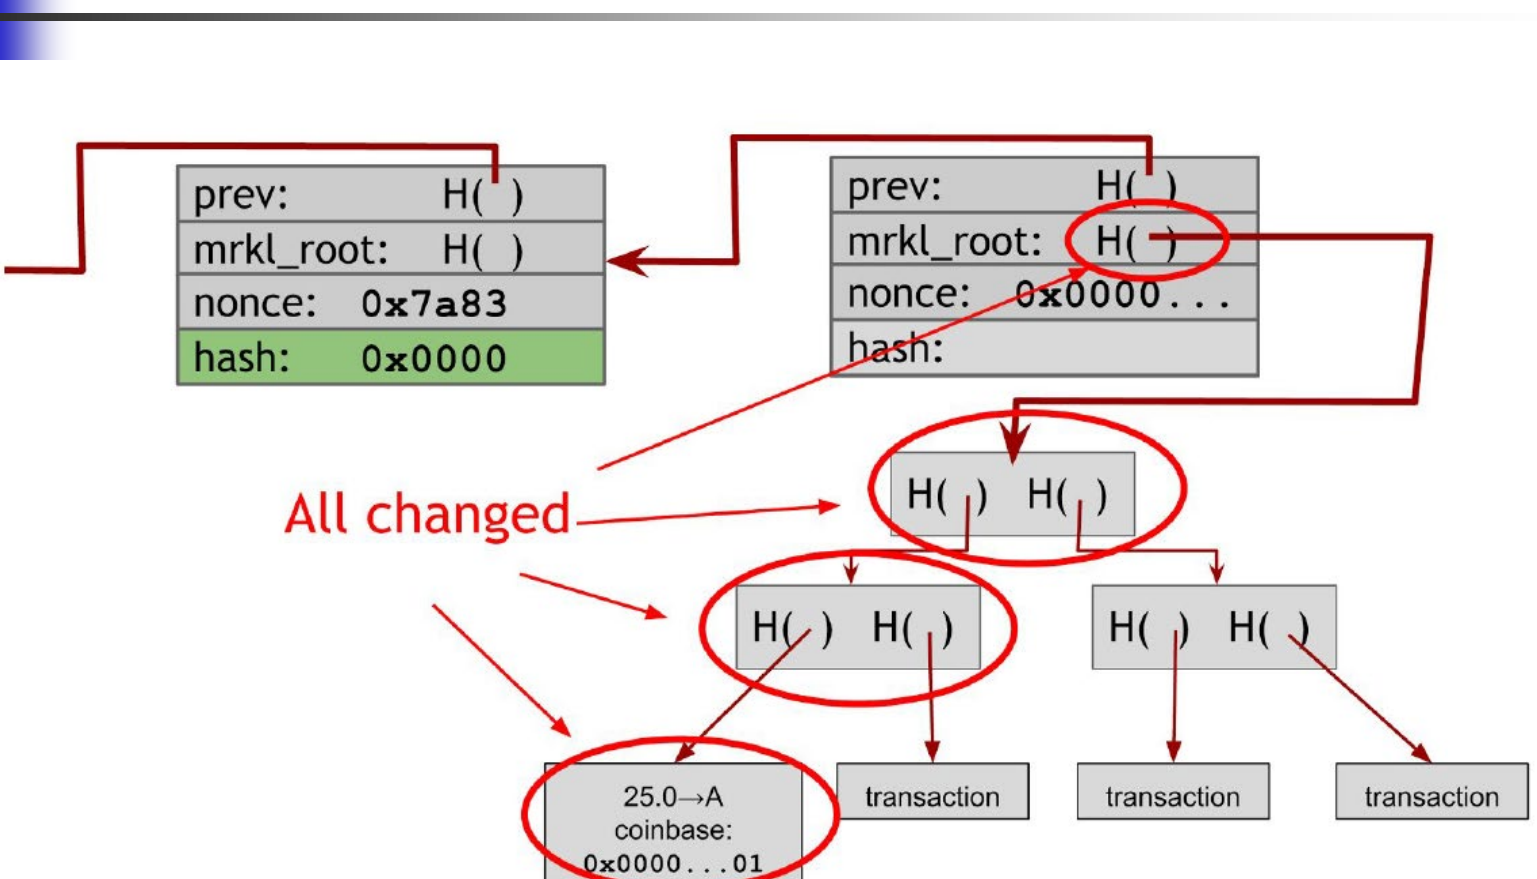 prev: H( )
mrkl_root: H( )
nonce: 0x7a83
hash: 0x0000
prev: H( )
mrkl_root: H( )
nonce: 0x0000...
hash:
All changed
H( ) H( )
H( ) H( )
H( ) H( )
25.0→A
coinbase:
0x0000...01
transaction
transaction
transaction